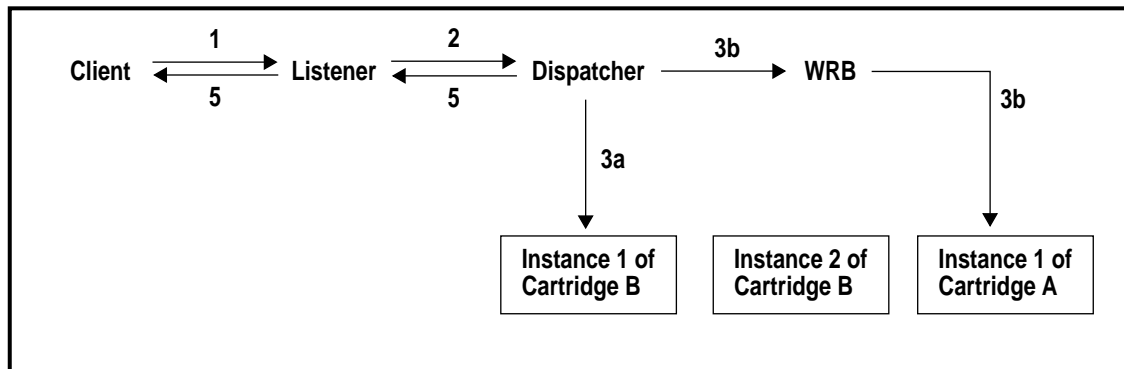 1
2
3b
Client
Listener
Dispatcher
WRB
5
5
3b
3a
Instance 1 of
Cartridge B
Instance 2 of
Cartridge B
Instance 1 of
Cartridge A